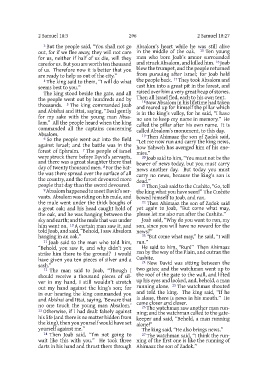 2 Samuel 18:3
296
2 Samuel 18:27
3 But the people said, "You shall not go
out, for if we flee away, they will not care
for us, neither if half of us die, will they
care for us. But you are worth ten thousand
of us. Therefore now it is better that you
are ready to help us out of the city."
4 The king said to them, "I will do what
seems best to you."
The king stood beside the gate, and all
the people went out by hundreds and by
thousands. 5 The king commanded Joab
and Abishai and Ittai, saying, "Deal gently
for my sake with the young man Absa-
lom." All the people heard when the king
commanded all the captains concerning
Absalom.
6 So the people went out into the field
against Israel; and the battle was in the
forest of Ephraim. 7 The people of Israel
were struck there before David's servants,
and there was a great slaughter there that
day of twenty thousand men. 8 For the bat-
tle was there spread over the surface of all
the country, and the forest devoured more
people that day than the sword devoured.
9 Absalom happened to meet David's ser-
vants. Absalom was riding on his mule, and
the mule went under the thick boughs of
a great oak; and his head caught hold of
the oak, and he was hanging between the
sky and earth; and the mule that was under
him went on. 10 A certain man saw it, and
told Joab, and said, "Behold, I saw Absalom
hanging in an oak."
11 Joab said to the man who told him,
"Behold, you saw it, and why didn't you
strike him there to the ground? I would
have given you ten pieces of silver and a
sash."
12 The man said to Joab, "Though I
should receive a thousand pieces of sil-
ver in my hand, I still wouldn't stretch
out my hand against the king's son; for
in our hearing the king commanded you
and Abishai and Ittai, saying, 'Beware that
no one touch the young man Absalom.'
13 Otherwise, if I had dealt falsely against
his life (and there is no matter hidden from
the king), then you yourself would have set
yourself against me."
14 Then Joab said, "I'm not going to
wait like this with you." He took three
darts in his hand and thrust them through
Absalom's heart while he was still alive
in the middle of the oak. 15 Ten young
men who bore Joab's armor surrounded
and struck Absalom, and killed him. 16 Joab
blew the trumpet, and the people returned
from pursuing after Israel; for Joab held
the people back. 17 They took Absalom and
cast him into a great pit in the forest, and
raised over him a very great heap of stones.
Then all Israel fled, each to his own tent.
18 Now Absalom in his lifetime had taken
and reared up for himself the pillar which
is in the king's valley, for he said, "I have
no son to keep my name in memory." He
called the pillar after his own name. It is
called Absalom's monument, to this day.
19 Then Ahimaaz the son of Zadok said,
"Let me now run and carry the king news,
how Yahweh has avenged him of his ene-
mies."
20 Joab said to him, "You must not be the
bearer of news today, but you must carry
news another day. But today you must
carry no news, because the king's son is
dead."
21 Then Joab said to the Cushite, "Go, tell
the king what you have seen!" The Cushite
bowed himself to Joab, and ran.
22 Then Ahimaaz the son of Zadok said
yet again to Joab, "But come what may,
please let me also run after the Cushite."
Joab said, "Why do you want to run, my
son, since you will have no reward for the
news?"
23 "But come what may," he said, "I will
run."
He said to him, "Run!" Then Ahimaaz
ran by the way of the Plain, and outran the
Cushite.
24 Now David was sitting between the
two gates; and the watchman went up to
the roof of the gate to the wall, and lifted
up his eyes and looked, and, behold, a man
running alone. 25 The watchman shouted
and told the king. The king said, "If he
is alone, there is news in his mouth." He
came closer and closer.
26 The watchman saw another man run-
ning; and the watchman called to the gate-
keeper and said, "Behold, a man running
alone!"
The king said, "He also brings news."
27 The watchman said, "I think the run-
ning of the first one is like the running of
Ahimaaz the son of Zadok."